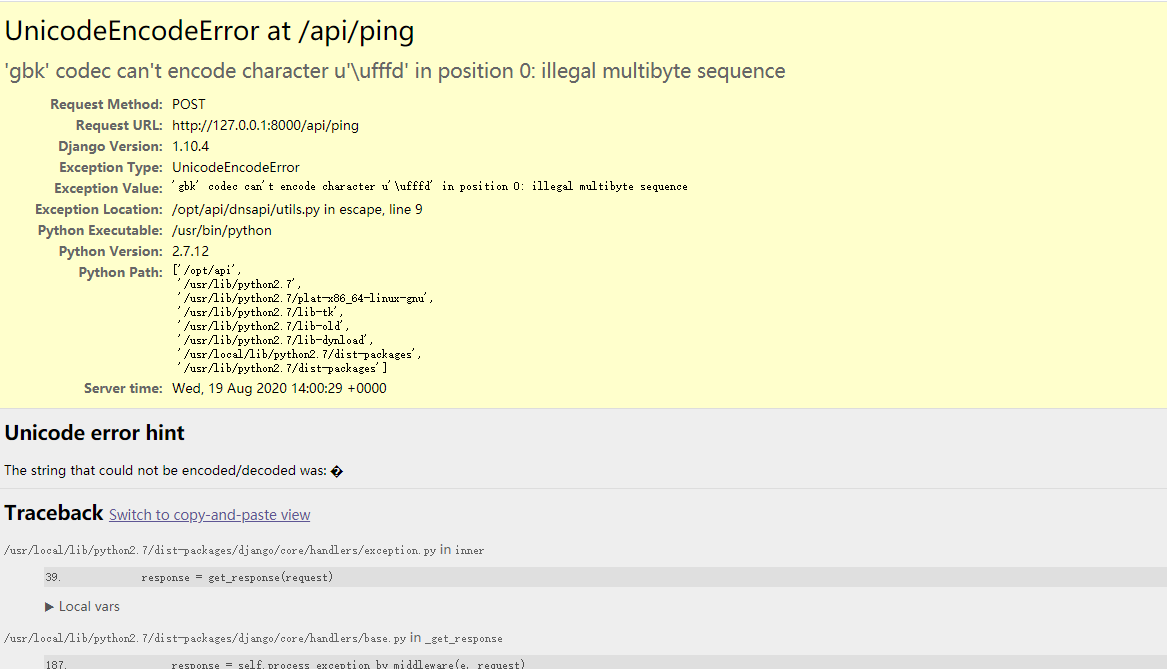 UnicodeEncodeError at /api/ping
'gbk' codec can't encode character u'\ufffd' in position 0: illegal multibyte sequence
Request Method: POST
Request URL: http://127.0.0.1:8000/api/ping
Django Version: 1.10.4
Exception Type: UnicodeEncodeError
Exception Value: 'gbk' codec can't encode character u'\ufffd' in position 0: illegal multibyte sequence
Exception Location: /opt/api/dnsapi/utils.py in escape, line 9
Python Executable: /usr/bin/python
Python Version: 2.7.12
Python Path: ['/opt/api',
'/usr/lib/python2.7',
'/usr/lib/python2.7/plat-x86_64-linux-gnu',
'/usr/lib/python2.7/lib-tk',
'/usr/lib/python2.7/lib-old',
'/usr/lib/python2.7/lib-dynload',
'/usr/local/lib/python2.7/dist-packages',
'/usr/lib/python2.7/dist-packages']
Server time: Wed, 19 Aug 2020 14:00:29 +0000
Unicode error hint
The string that could not be encoded/decoded was: �
Traceback Switch to copy-and-paste view
/usr/local/lib/python2.7/dist-packages/django/core/handlers/exception.py in inner
39. response = get_response(request)
▶ Local vars
/usr/local/lib/python2.7/dist-packages/django/core/handlers/base.py in _get_response
187. response = self.process_exception_by_middleware(e, request)